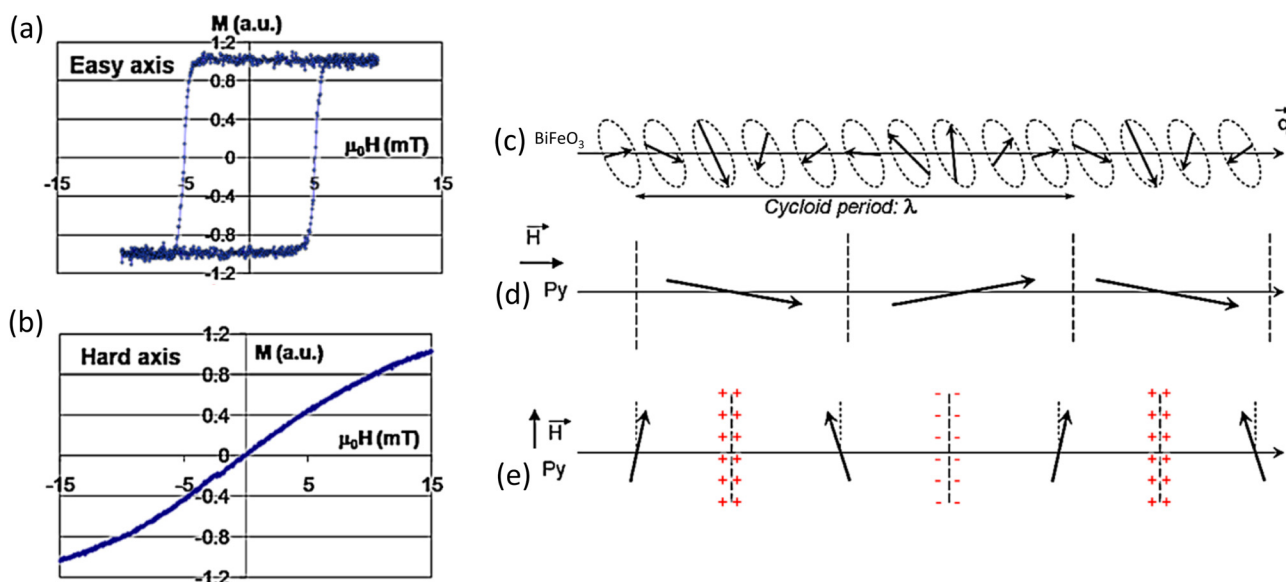 (a)
M (a.u.)
1.2
Easy axis
0.8
0.4
μ₀H (mT)
0
-15
-5
5
15
-0.4
-0.8
-1.2
(b)
1.2
Hard axis
M (a.u.)
0.8
0.4
μ₀H (mT)
0
-15
-5
5
15
-0.4
-0.8
-1.2
(c)
BiFeO₃
Cycloid period: λ
H
(d)
Py
+ + + +
- -
+ + + +
H
(e)
Py